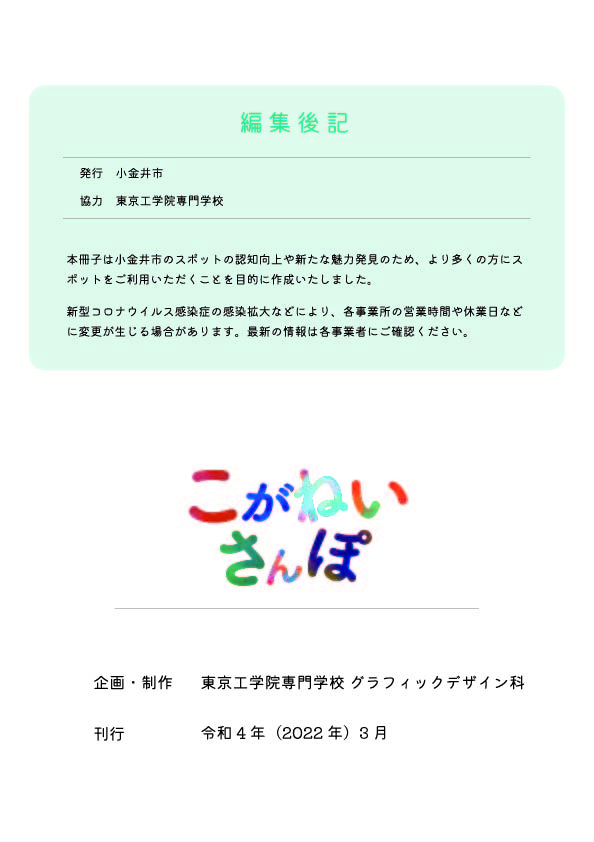 編集後記
発行　小金井市
協力　東京工学院専門学校
本冊子は小金井市のスポットの認知向上や新たな魅力発見のため、より多くの方にス
ポットをご利用いただくことを目的に作成いたしました。
新型コロナウイルス感染症の感染拡大などにより、各事業所の営業時間や休業日など
に変更が生じる場合があります。最新の情報は各事業者にご確認ください。
こがねい
さんぽ
企画・制作　東京工学院専門学校 グラフィックデザイン科
刊行　令和4年（2022年）3月